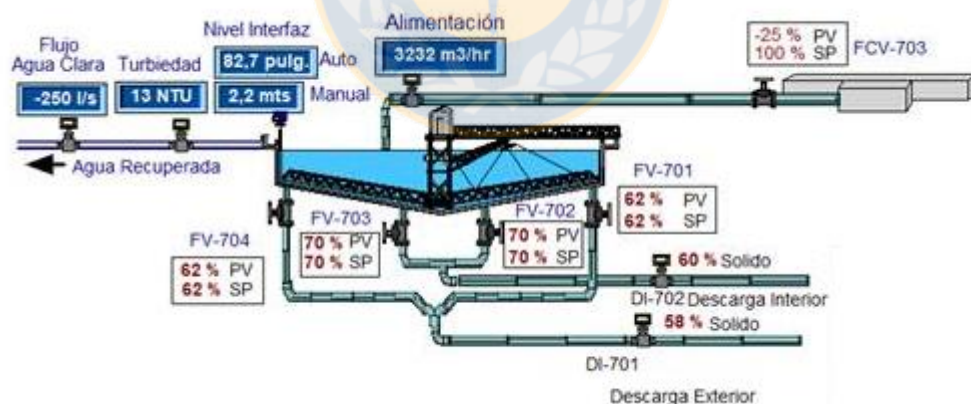 Flujo
Agua Clara
-250 l/s
Turbiedad
13 NTU
Nivel Interfaz
82,7 pulg. Auto
2,2 mts Manual
Alimentación
3232 m3/hr
-25 % PV
100 % SP
FCV-703
Agua Recuperada
FV-704
62 % PV
62 % SP
FV-703
70 % PV
70 % SP
FV-702
70 % PV
70 % SP
FV-701
62 % PV
62 % SP
60 % Solido
DI-702 Descarga Interior
58 % Solido
DI-701
Descarga Exterior